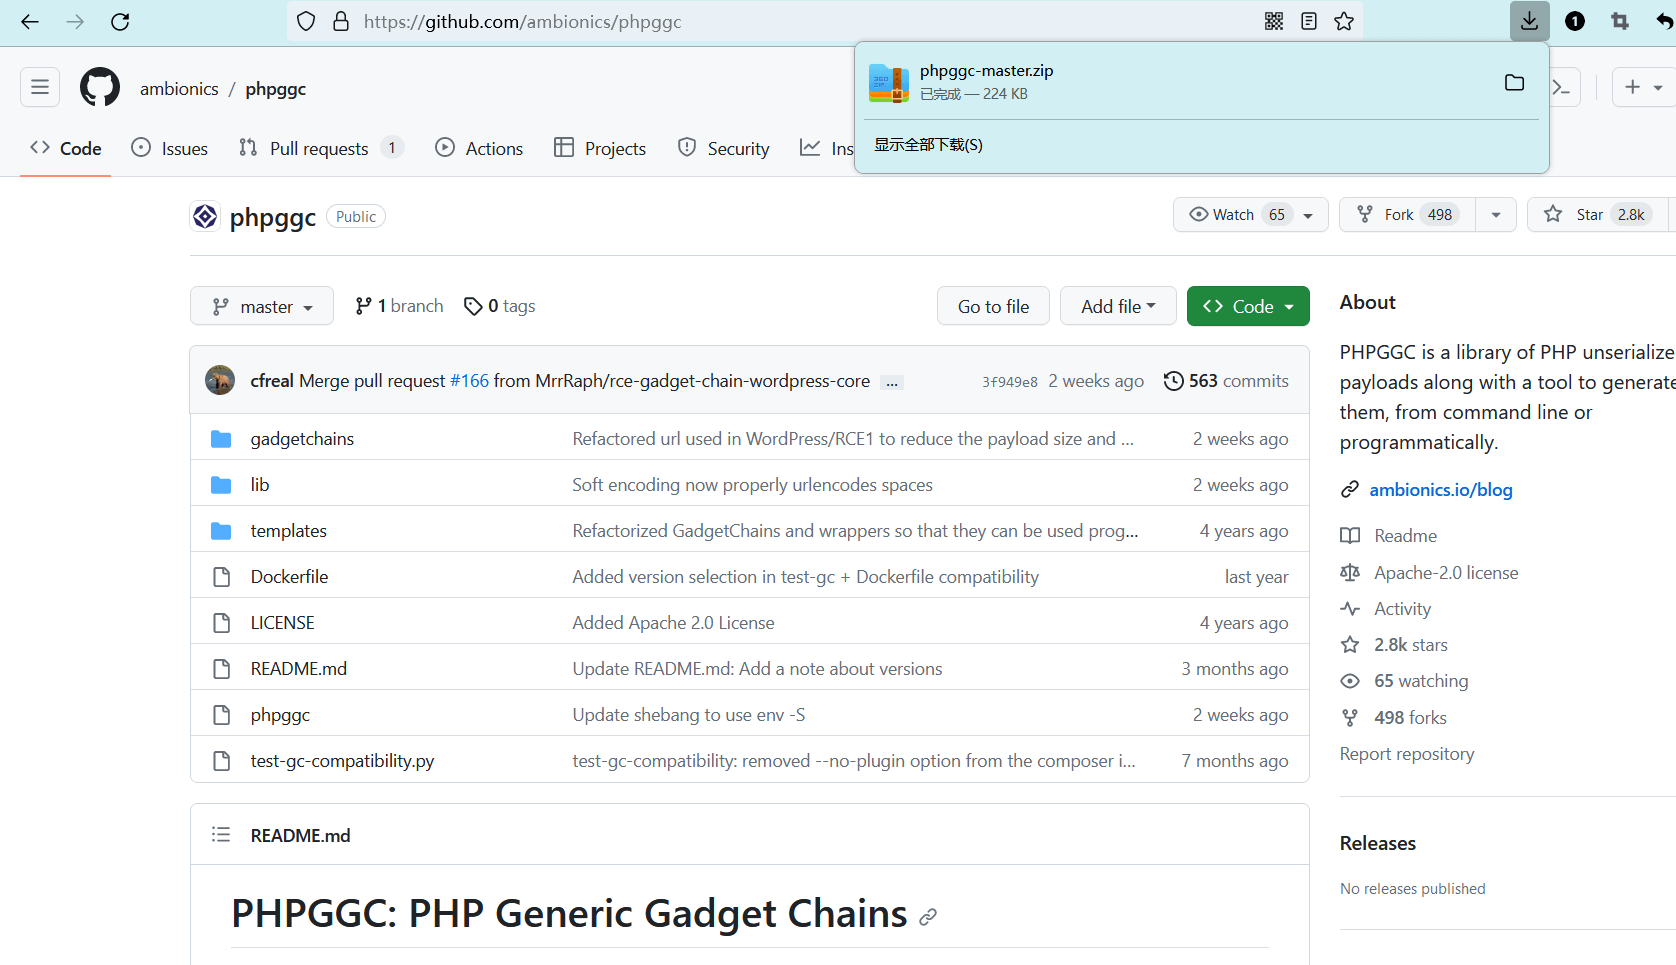 https://github.com/ambionics/phpggc
1
phpggc-master.zip
已完成 — 224 KB
显示全部下载(S)
ambionics / phpggc
Code
Issues
Pull requests 1
Actions
Projects
Security
Ins
phpggc Public
Watch 65
Fork 498
Star 2.8k
master
1 branch
0 tags
Go to file
Add file
Code
cfreal Merge pull request #166 from MrrRaph/rce-gadget-chain-wordpress-core ... 3f949e8 2 weeks ago 563 commits
gadgetchains Refactored url used in WordPress/RCE1 to reduce the payload size and ... 2 weeks ago
lib Soft encoding now properly urlencodes spaces 2 weeks ago
templates Refactorized GadgetChains and wrappers so that they can be used prog... 4 years ago
Dockerfile Added version selection in test-gc + Dockerfile compatibility last year
LICENSE Added Apache 2.0 License 4 years ago
README.md Update README.md: Add a note about versions 3 months ago
phpggc Update shebang to use env -S 2 weeks ago
test-gc-compatibility.py test-gc-compatibility: removed --no-plugin option from the composer i... 7 months ago
README.md
PHPGGC: PHP Generic Gadget Chains
About
PHPGGC is a library of PHP unserialize
payloads along with a tool to generate
them, from command line or
programmatically.
ambionics.io/blog
Readme
Apache-2.0 license
Activity
2.8k stars
65 watching
498 forks
Report repository
Releases
No releases published